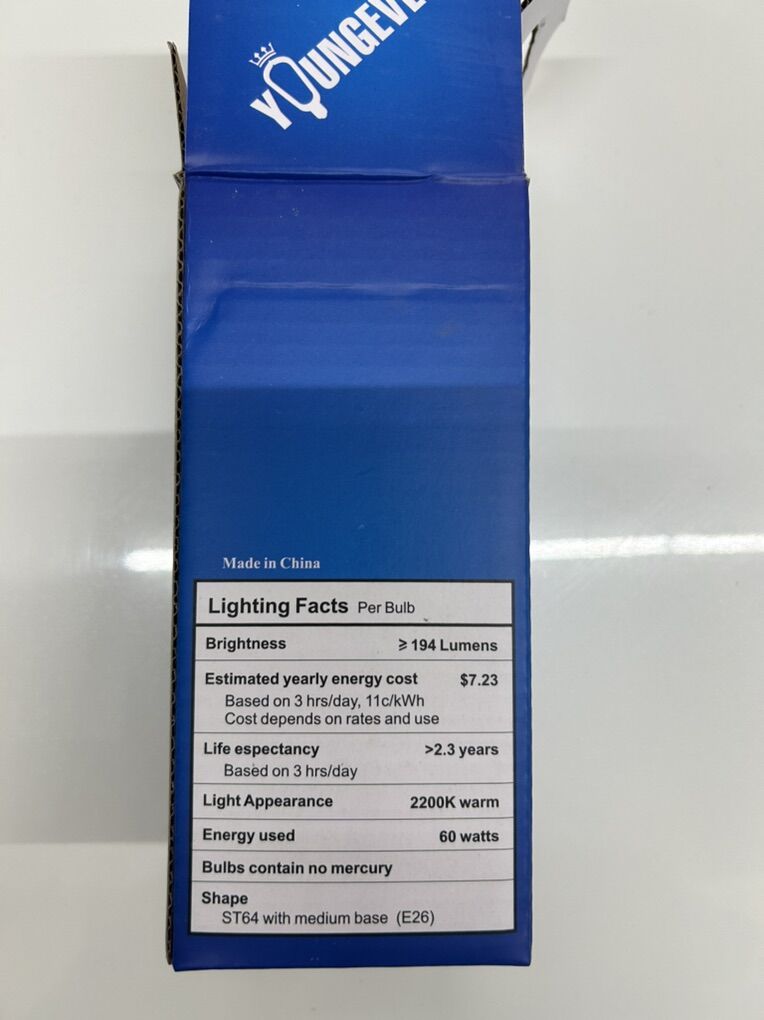 Made in China
Lighting Facts Per Bulb
Brightness ≥ 194 Lumens
Estimated yearly energy cost $7.23
Based on 3 hrs/day, 11c/kWh
Cost depends on rates and use
Life espectancy >2.3 years
Based on 3 hrs/day
Light Appearance 2200K warm
Energy used 60 watts
Bulbs contain no mercury
Shape
ST64 with medium base (E26)